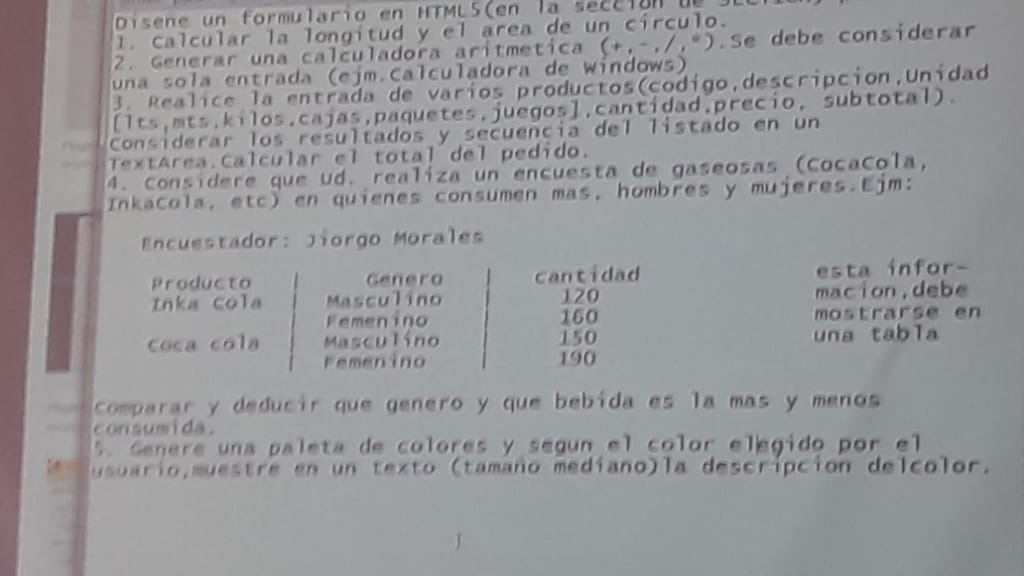 Diseñe un formulario en HTML5(en la seccion de SECTION)
1. Calcular la longitud y el area de un círculo.
2. Generar una calculadora aritmetica (+,-,/,*).Se debe considerar
una sola entrada (ejm.Calculadora de Windows)
3. Realice la entrada de varios productos(codigo,descripcion,Unidad
[lts,mts,kilos,cajas,paquetes,juegos],cantidad,precio, subtotal).
Considerar los resultados y secuencia del listado en un
TextArea.Calcular el total del pedido.
4. Considere que Ud. realiza un encuesta de gaseosas (CocaCola,
InkaCola, etc) en quienes consumen mas, hombres y mujeres.Ejm:
Encuestador: Jiorgo Morales
Producto | Genero | cantidad esta infor-
Inka Cola | Masculino | 120 macion,debe
| Femenino | 160 mostrarse en
Coca cola | Masculino | 150 una tabla
| Femenino | 190
Comparar y deducir que genero y que bebida es la mas y menos
consumida.
5. Genere una paleta de colores y segun el color elegido por el
usuario,muestre en un texto (tamaño mediano)la descripcion delcolor.